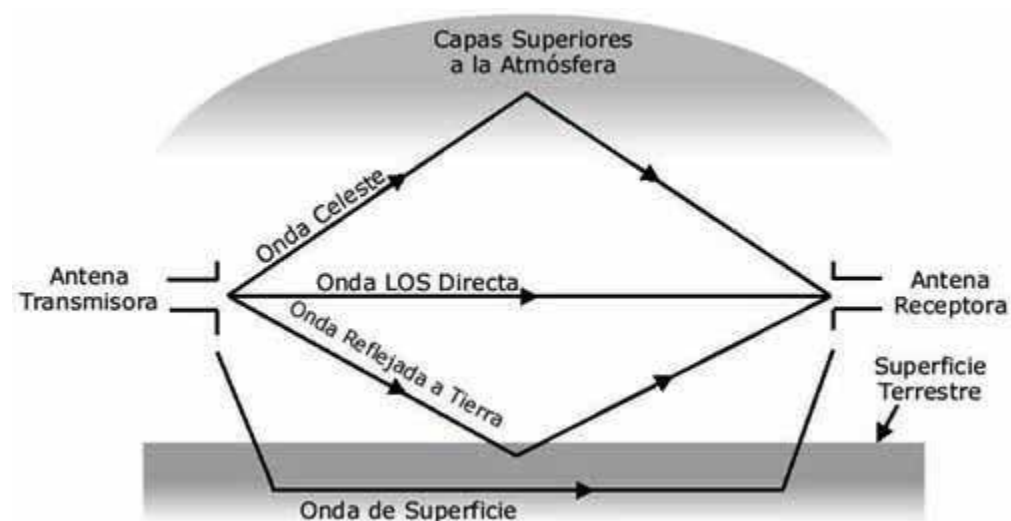 Capas Superiores
a la Atmósfera
Onda Celeste
Antena
Transmisora
Onda LOS Directa
Antena
Receptora
Onda Reflejada a Tierra
Superficie
Terrestre
Onda de Superficie